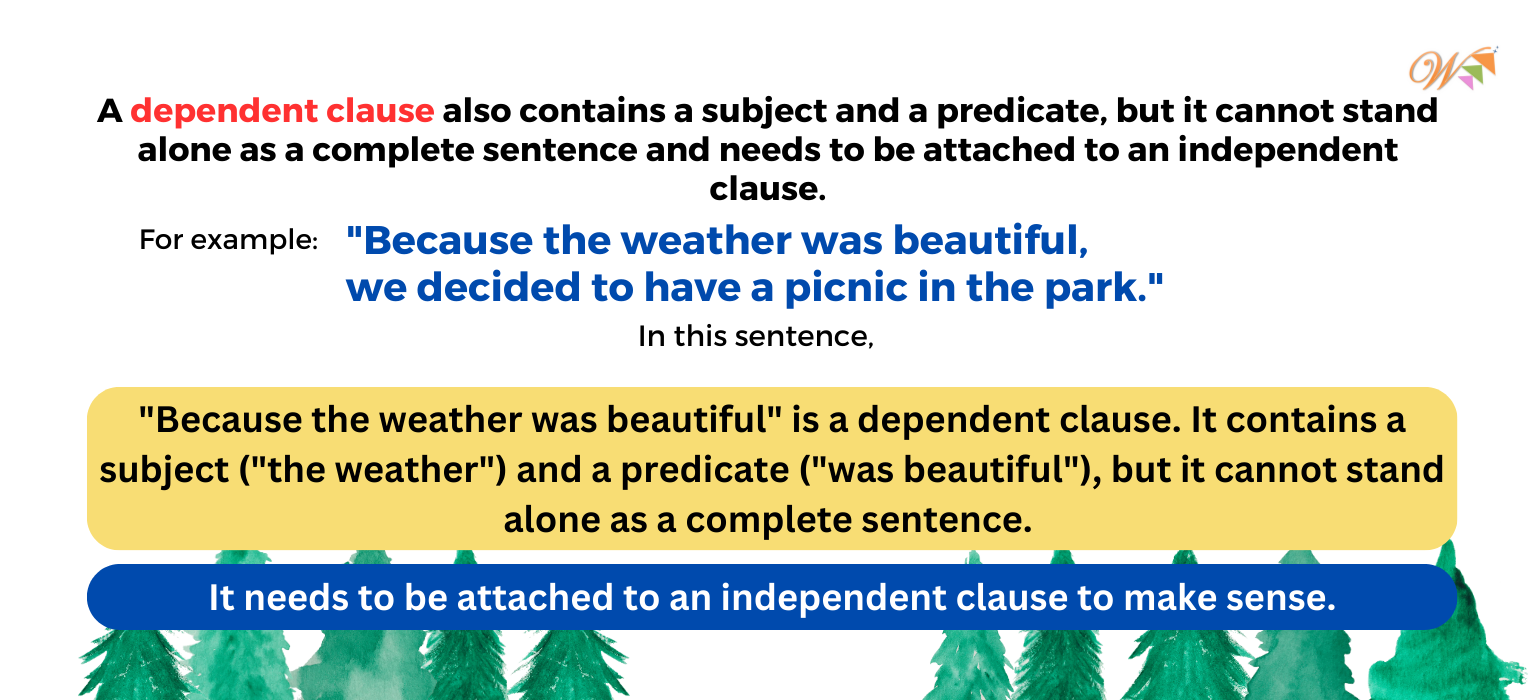 W
A dependent clause also contains a subject and a predicate, but it cannot stand
alone as a complete sentence and needs to be attached to an independent
clause.
For example: "Because the weather was beautiful,
we decided to have a picnic in the park."
In this sentence,
"Because the weather was beautiful" is a dependent clause. It contains a
subject ("the weather") and a predicate ("was beautiful"), but it cannot stand
alone as a complete sentence.
It needs to be attached to an independent clause to make sense.